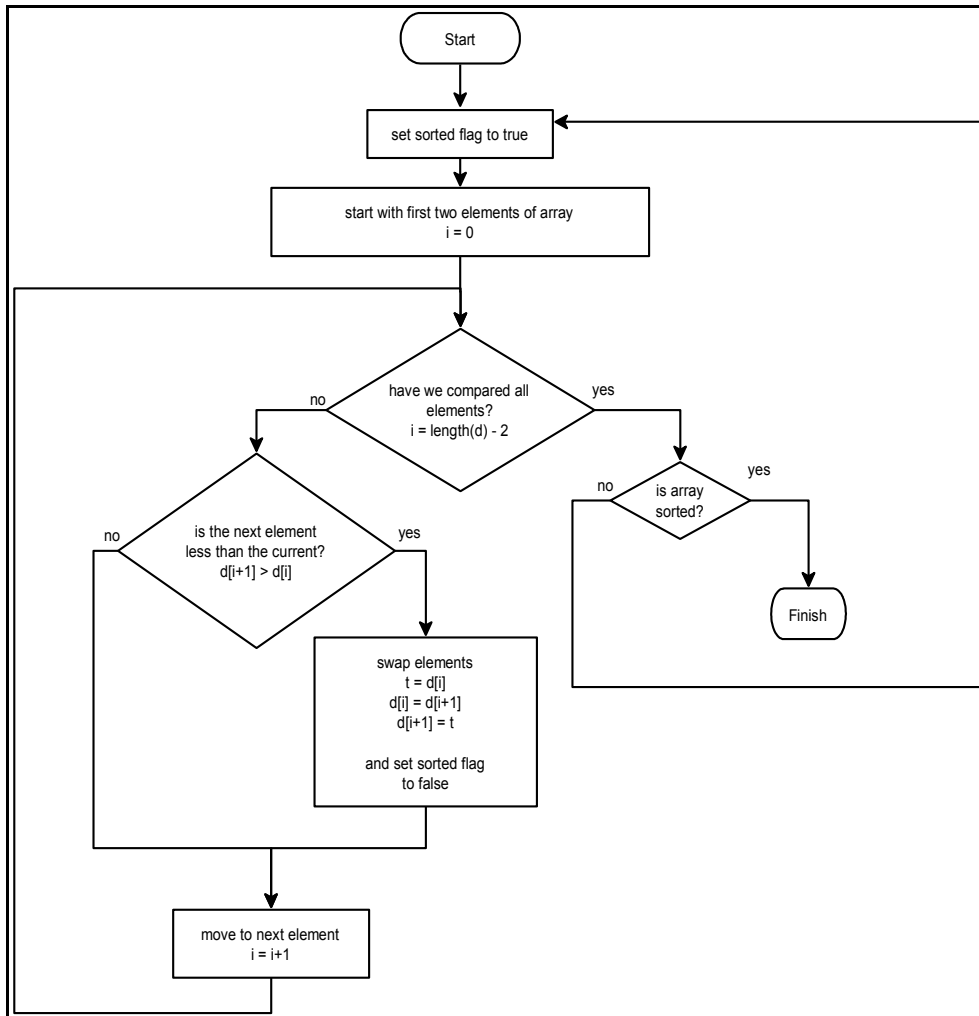 Start
set sorted flag to true
start with first two elements of array
i = 0
have we compared all
elements?
i = length(d) - 2
no
yes
is the next element
less than the current?
d[i+1] > d[i]
no
yes
is array
sorted?
no
yes
Finish
swap elements
t = d[i]
d[i] = d[i+1]
d[i+1] = t
and set sorted flag
to false
move to next element
i = i+1